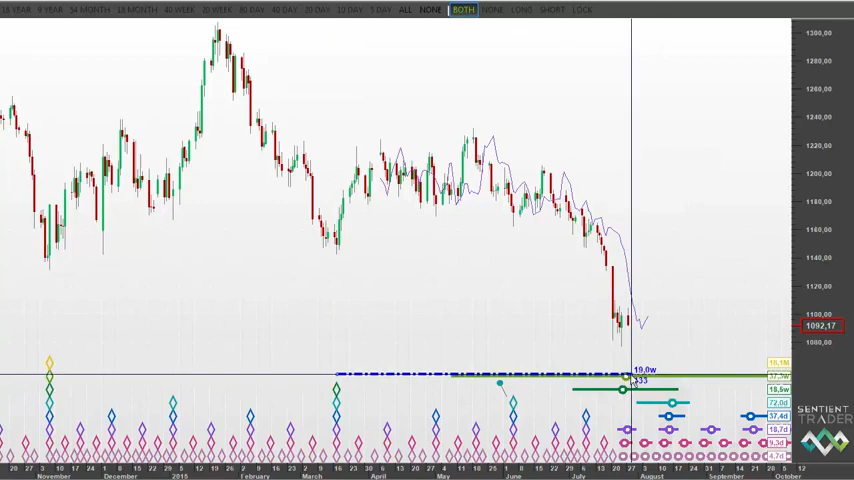 18 YEAR 9 YEAR 54 MONTH 18 MONTH 40 WEEK 20 WEEK 80 DAY 40 DAY 20 DAY 10 DAY 5 DAY ALL NONE BOTH NONE LONG SHORT LOCK
1300,00
1280,00
1260,00
1240,00
1220,00
1200,00
1180,00
1160,00
1140,00
1120,00
1100,00
1092,17
1080,00
18,1M
19,0w
37,3w
333
18,5w
72,0d
37,4d
18,7d
9,3d
4,7d
SENTIENT
TRADER
20 27 3 10 17 24 1 8 15 22 29 5 12 19 26 2 9 16 23 2 9 16 23 30 6 13 20 27 4 11 18 25 1 8 15 22 29 6 13 20 27 3 10 17 24 31 7 14 21 28 5 12
November December 2015 February March April May June July August September October